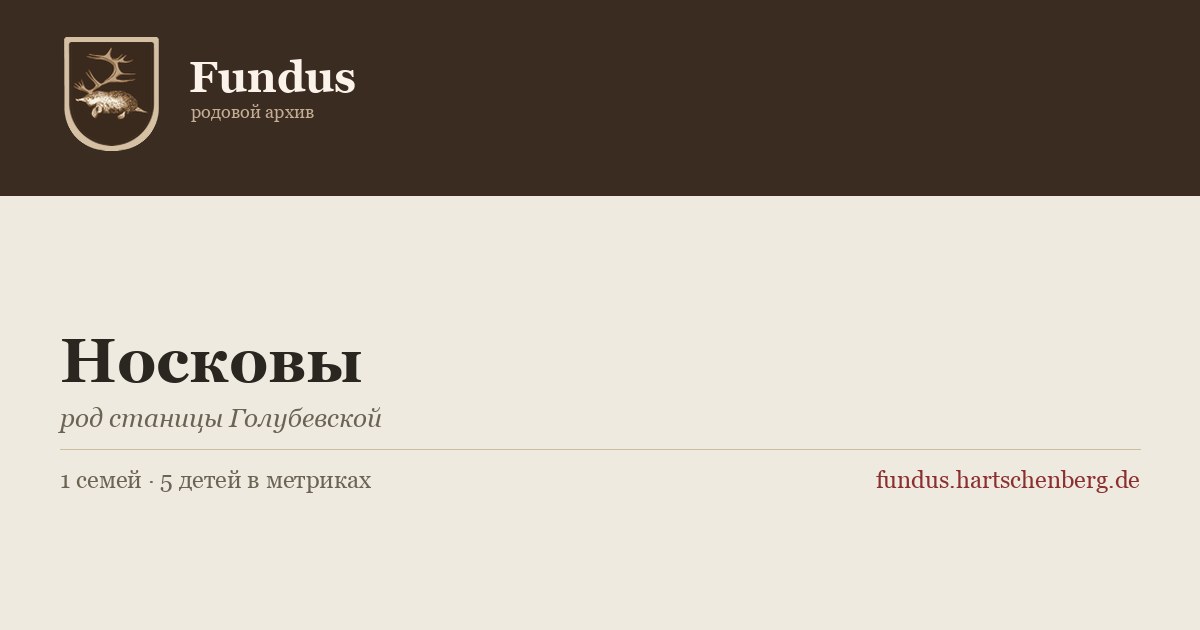 Fundus
родовой архив
Носковы
род станицы Голубевской
1 семей · 5 детей в метриках
fundus.hartschenberg.de